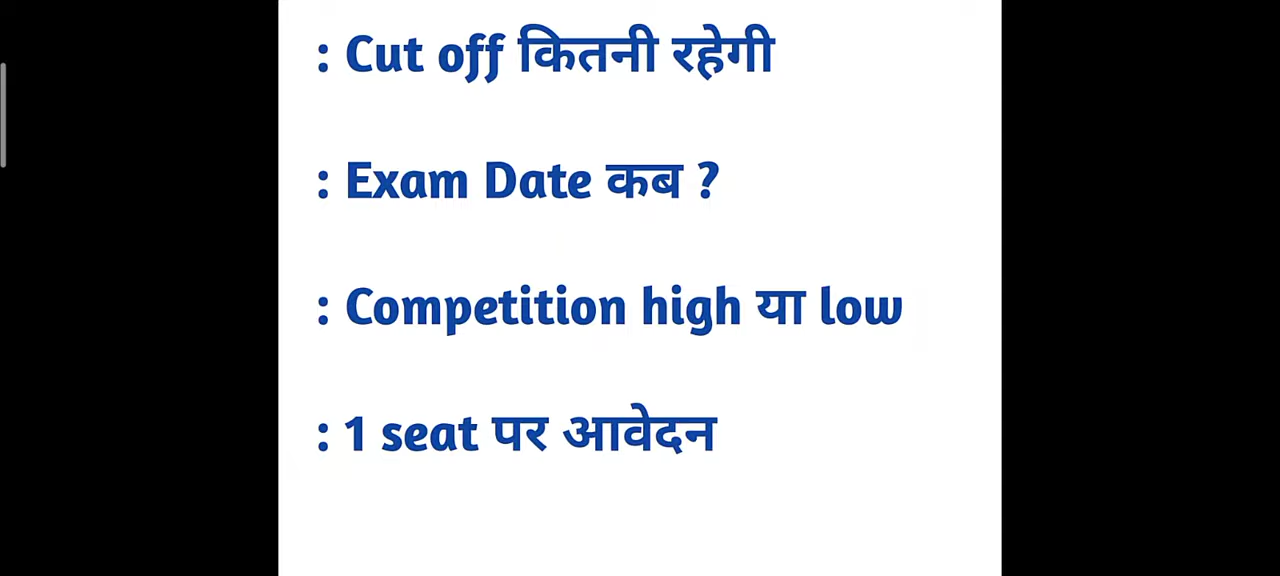 : Cut off कितनी रहेगी
: Exam Date कब ?
: Competition high या low
: 1 seat पर आवेदन